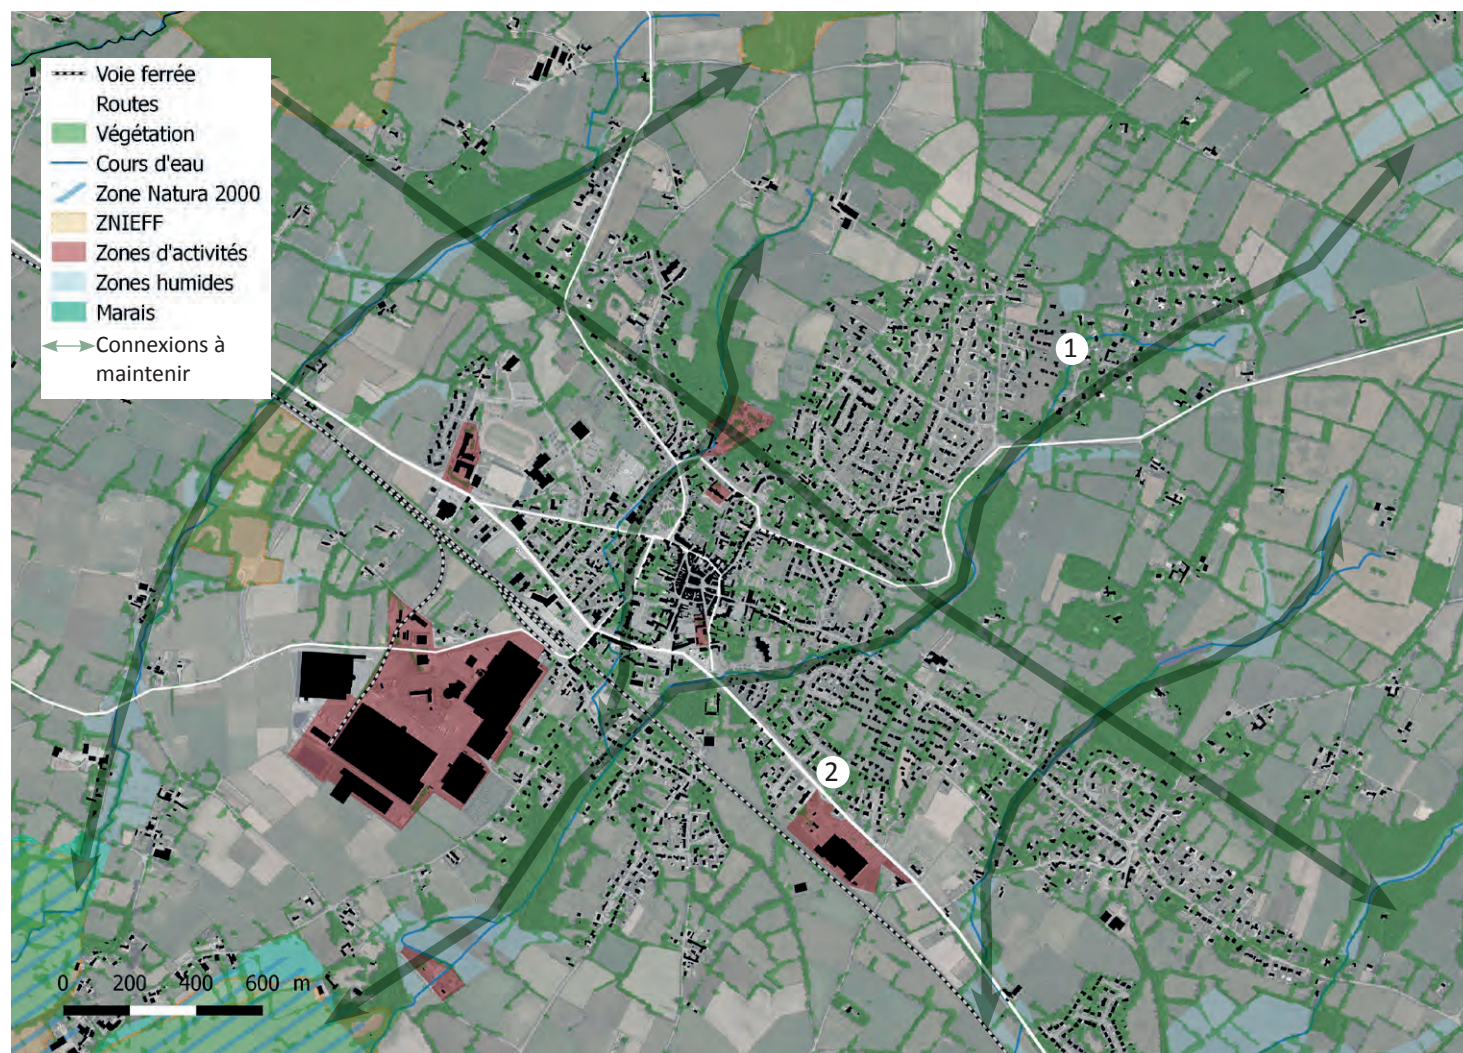 Voie ferrée
Routes
Végétation
Cours d'eau
Zone Natura 2000
ZNIEFF
Zones d'activités
Zones humides
Marais
Connexions à
maintenir
1
2
0 200 400 600 m